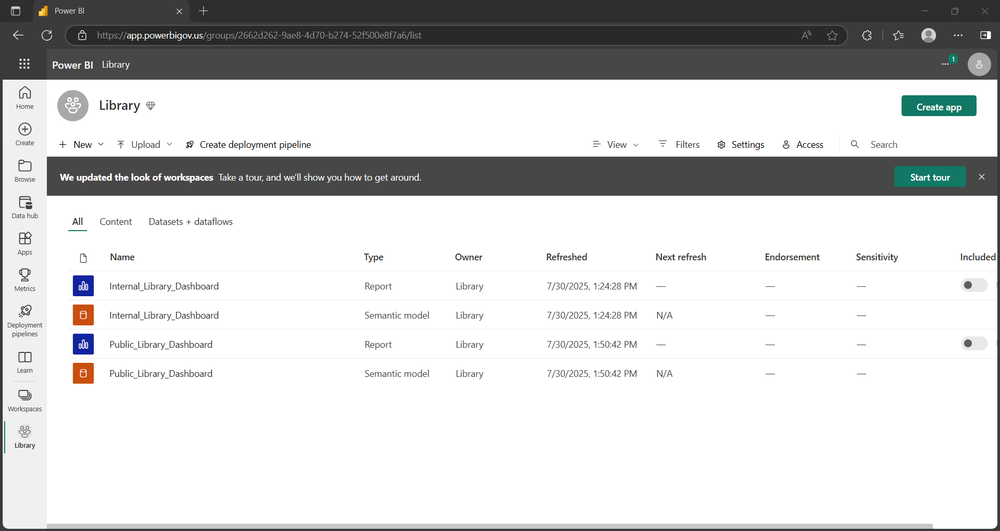 Power BI
https://app.powerbigov.us/groups/2662d262-9ae8-4d70-b274-52f500e8f7a6/list
Power BI Library
1
Library
Create app
New Upload Create deployment pipeline View Filters Settings Access Search
We updated the look of workspaces Take a tour, and we'll show you how to get around.
Start tour
All Content Datasets + dataflows
Name Type Owner Refreshed Next refresh Endorsement Sensitivity Included
Internal_Library_Dashboard Report Library 7/30/2025, 1:24:28 PM — — —
Internal_Library_Dashboard Semantic model Library 7/30/2025, 1:24:28 PM N/A — —
Public_Library_Dashboard Report Library 7/30/2025, 1:50:42 PM — — —
Public_Library_Dashboard Semantic model Library 7/30/2025, 1:50:42 PM N/A — —
Home
Create
Browse
Data hub
Apps
Metrics
Deployment
pipelines
Learn
Workspaces
Library